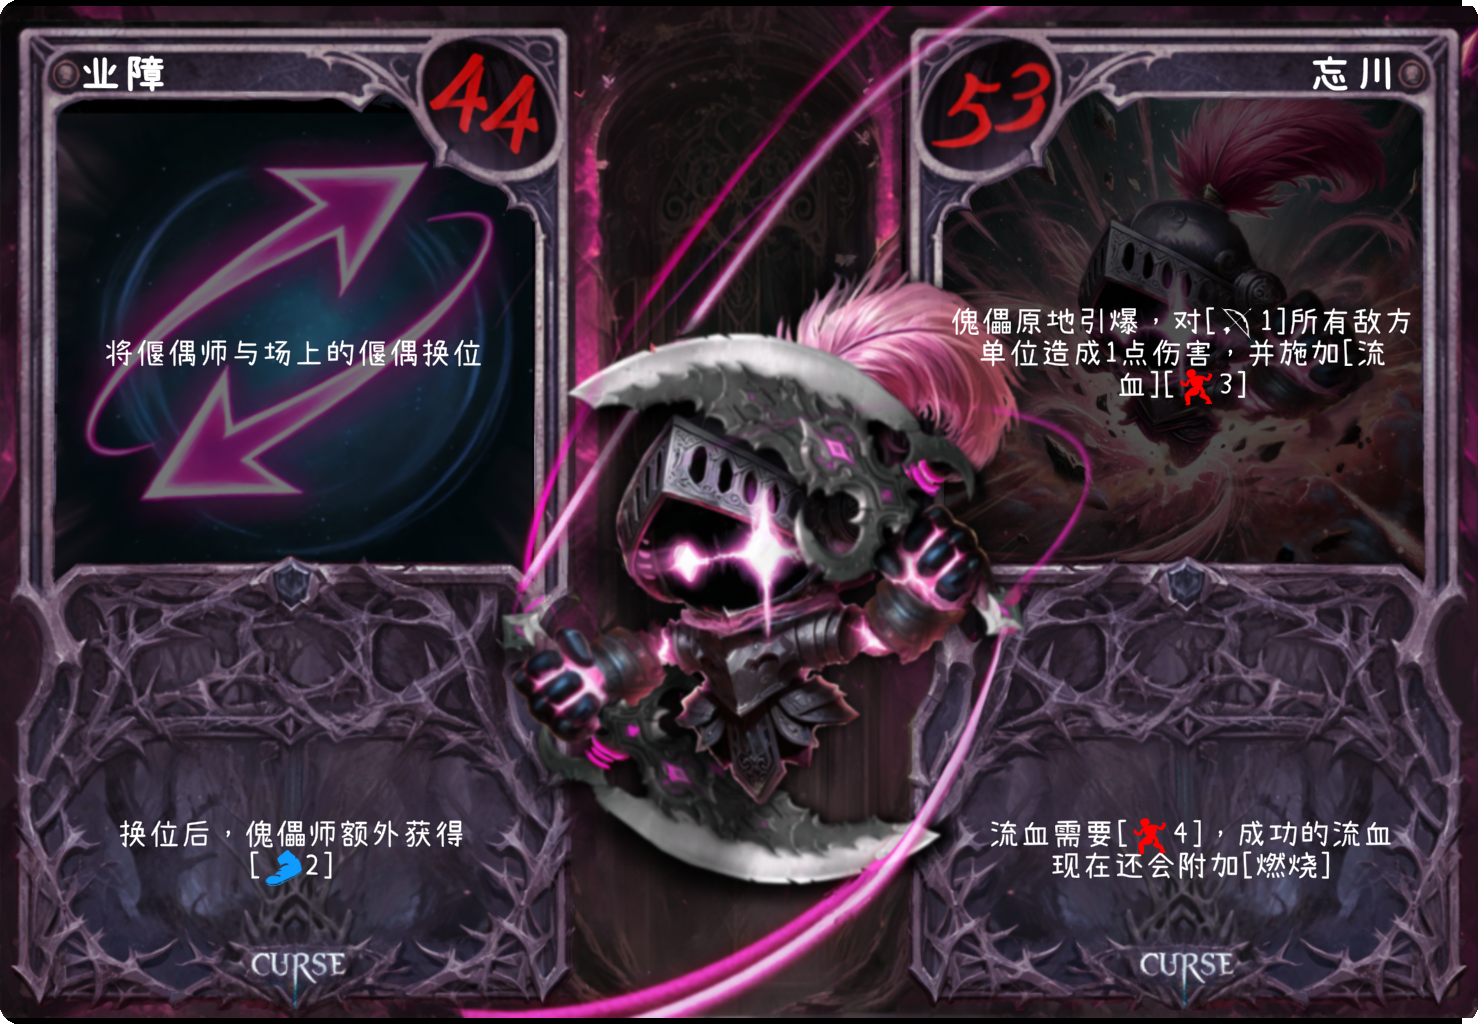 业障
44
将偃偶师与场上的偃偶换位
换位后，傀儡师额外获得
[2]
CURSE
53
忘川
傀儡原地引爆，对[1]所有敌方
单位造成1点伤害，并施加[流
血][3]
流血需要[4]，成功的流血
现在还会附加[燃烧]
CURSE